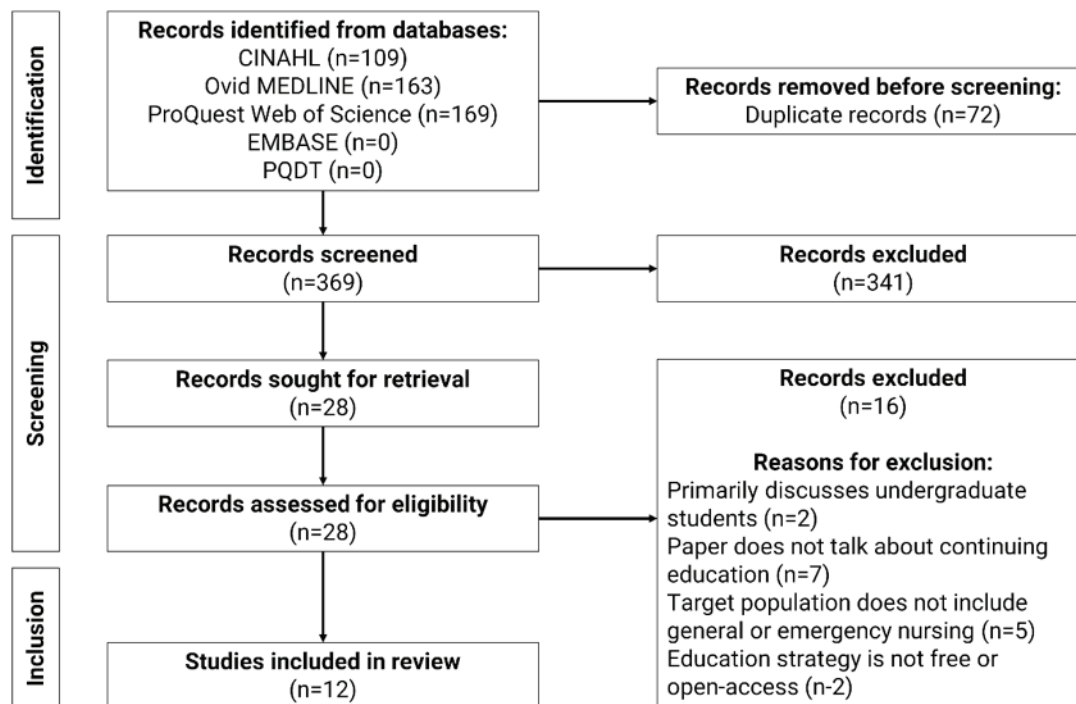 Identification
Records identified from databases:
CINAHL (n=109)
Ovid MEDLINE (n=163)
ProQuest Web of Science (n=169)
EMBASE (n=0)
PQDT (n=0)
Records removed before screening:
Duplicate records (n=72)
Screening
Records screened
(n=369)
Records excluded
(n=341)
Records sought for retrieval
(n=28)
Records assessed for eligibility
(n=28)
Records excluded
(n=16)
Reasons for exclusion:
Primarily discusses undergraduate
students (n=2)
Paper does not talk about continuing
education (n=7)
Target population does not include
general or emergency nursing (n=5)
Education strategy is not free or
open-access (n-2)
Inclusion
Studies included in review
(n=12)